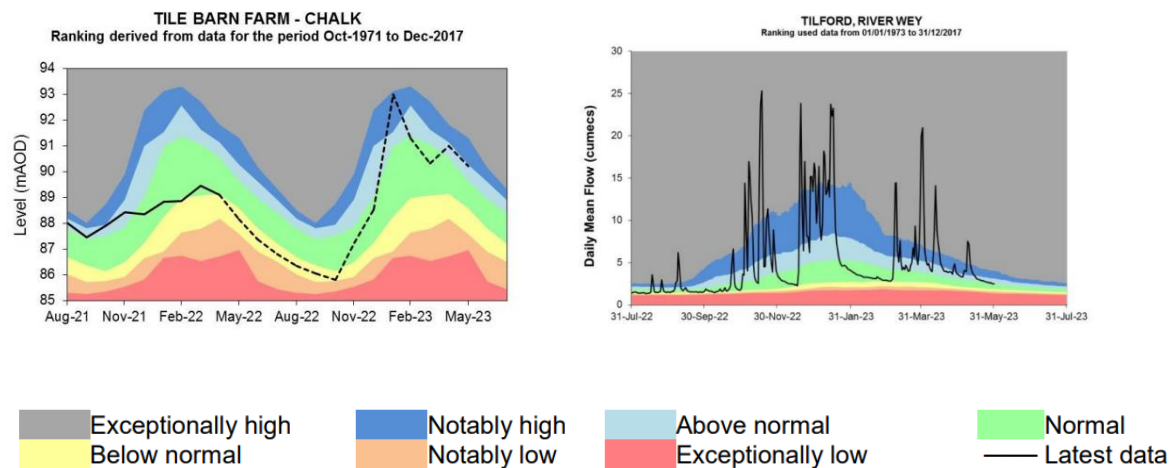 TILE BARN FARM - CHALK
Ranking derived from data for the period Oct-1971 to Dec-2017
Level (mAOD)
94
93
92
91
90
89
88
87
86
85
Aug-21 Nov-21 Feb-22 May-22 Aug-22 Nov-22 Feb-23 May-23
TILFORD, RIVER WEY
Ranking used data from 01/01/1973 to 31/12/2017
Daily Mean Flow (cumecs)
30
25
20
15
10
5
0
31-Jul-22 30-Sep-22 30-Nov-22 31-Jan-23 31-Mar-23 31-May-23 31-Jul-23
Exceptionally high Notably high Above normal Normal
Below normal Notably low Exceptionally low Latest data